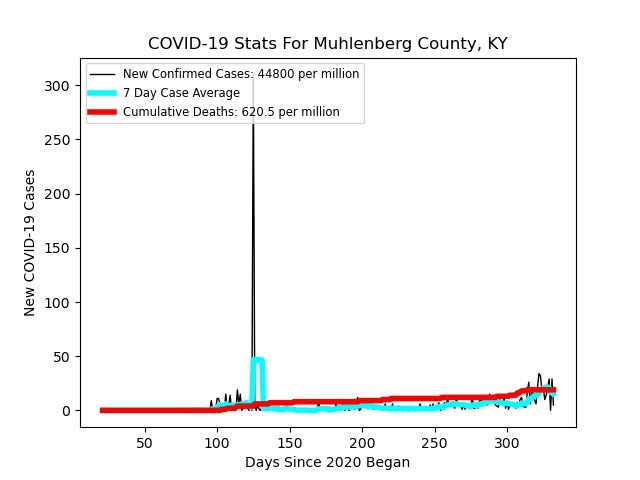 COVID-19 Stats For Muhlenberg County, KY
New Confirmed Cases: 44800 per million
7 Day Case Average
Cumulative Deaths: 620.5 per million
New COVID-19 Cases
300
250
200
150
100
50
0
50 100 150 200 250 300
Days Since 2020 Began